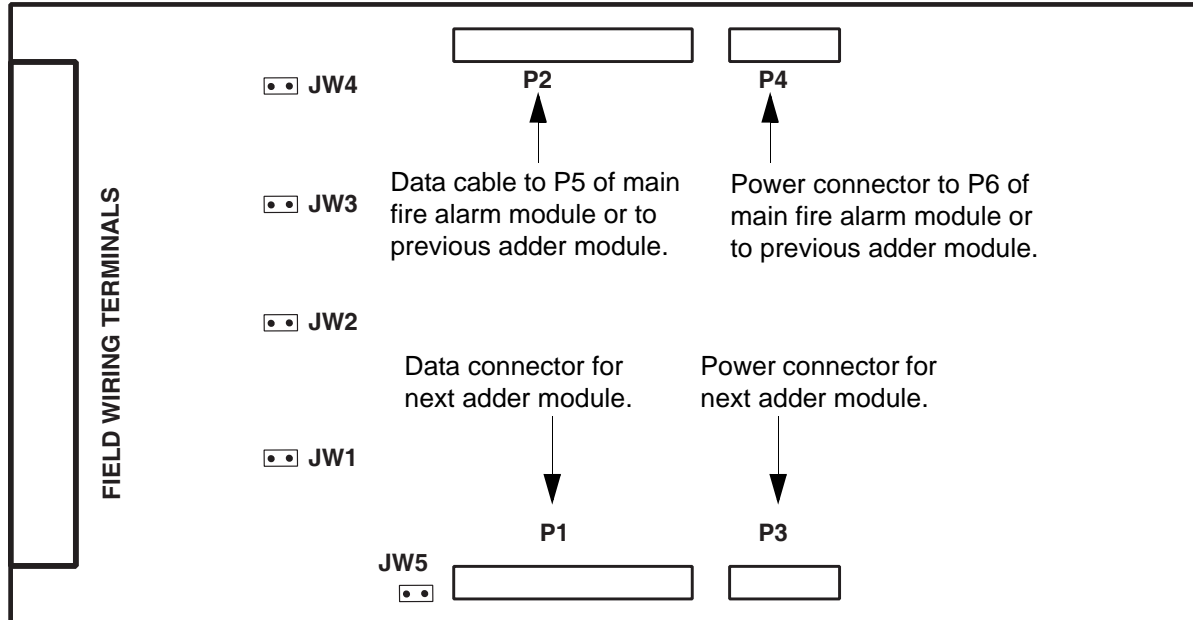 P2
P4
JW4
Data cable to P5 of main
fire alarm module or to
previous adder module.
Power connector to P6 of
main fire alarm module or
to previous adder module.
JW3
FIELD WIRING TERMINALS
JW2
Data connector for
next adder module.
Power connector for
next adder module.
JW1
P1
P3
JW5